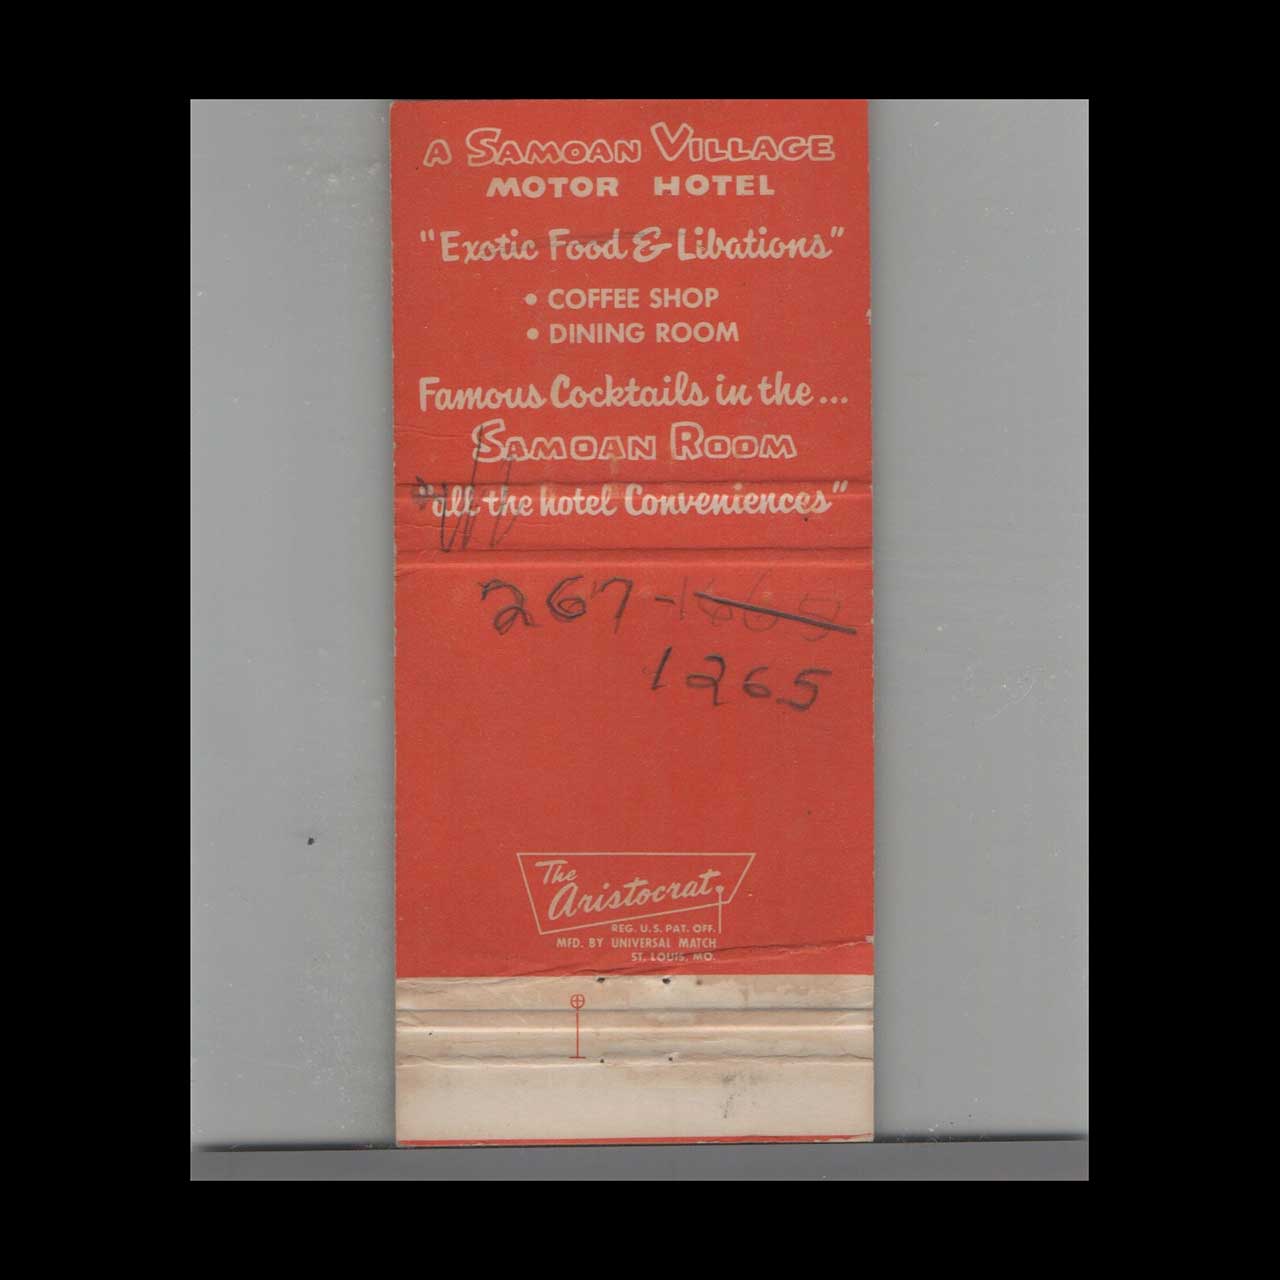 A SAMOAN VILLAGE
MOTOR HOTEL
"Exotic Food & Libations"
• COFFEE SHOP
• DINING ROOM
Famous Cocktails in the...
SAMOAN ROOM
"all the hotel Conveniences"
267-
1265
The
Aristocrat
REG. U.S. PAT. OFF.
MFD. BY UNIVERSAL MATCH
ST. LOUIS, MO.